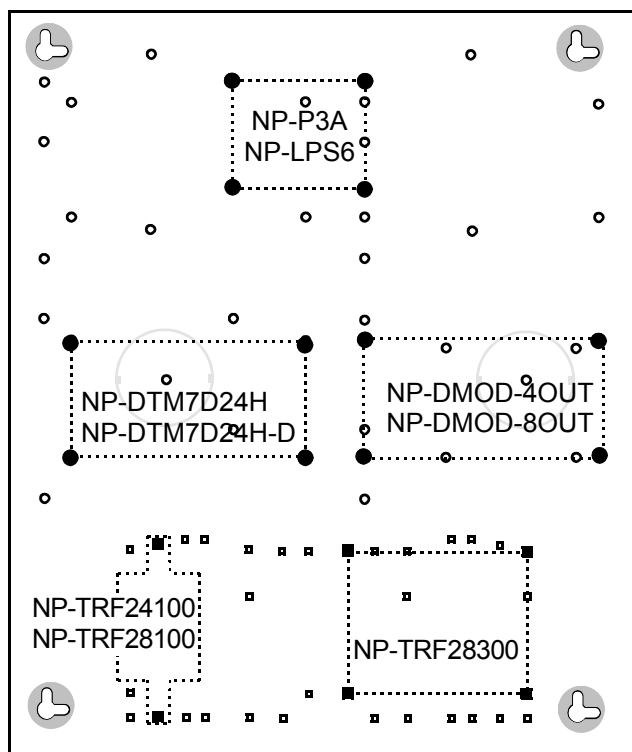 NP-P3A
NP-LPS6
NP-DTM7D24H
NP-DTM7D24H-D
NP-DMOD-4OUT
NP-DMOD-8OUT
NP-TRF24100
NP-TRF28100
NP-TRF28300